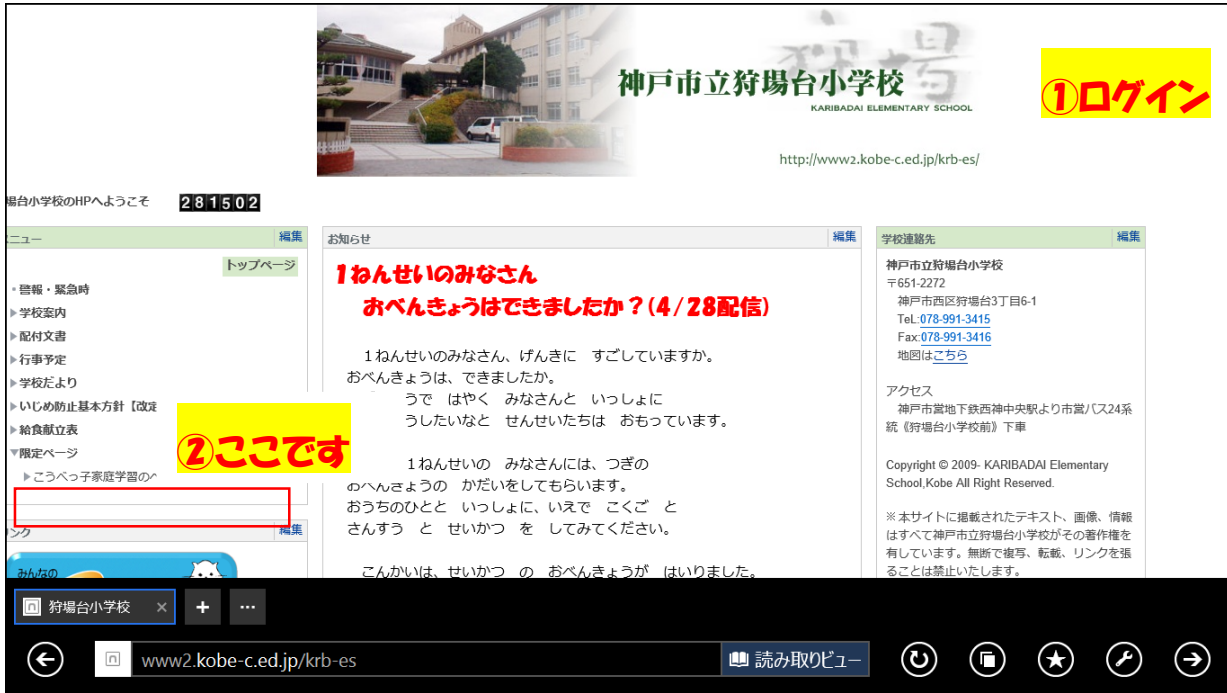 神戸市立狩場台小学校
KARIBADAI ELEMENTARY SCHOOL
http://www2.kobe-c.ed.jp/krb-es/
①ログイン
場台小学校のHPへようこそ
281502
ニュー
編集
トップページ
・警報・緊急時
▶学校案内
▶配付文書
▶行事予定
▶学校だより
▶いじめ防止基本方針【改定
▶給食献立表
▼限定ページ
▶こうべっ子家庭学習のペ
②ここです
リンク
編集
みんなの
お知らせ
編集
1ねんせいのみなさん
おべんきょうはできましたか？(4/28配信)
1ねんせいのみなさん、げんきに すごしていますか。
おべんきょうは、できましたか。
うで はやく みなさんと いっしょに
うしたいなと せんせいたちは おもっています。
1ねんせいの みなさんには、つぎの
おべんきょうの かだいをしてもらいます。
おうちのひとと いっしょに、いえで こくご と
さんすう と せいかつ を してみてください。
こんかいは、せいかつ の おべんきょうが はいりました。
学校連絡先
編集
神戸市立狩場台小学校
〒651-2272
神戸市西区狩場台3丁目6-1
TeL:078-991-3415
Fax:078-991-3416
地図はこちら
アクセス
神戸市営地下鉄西神中央駅より市営バス24系
統《狩場台小学校前》下車
Copyright © 2009- KARIBADAI Elementary
School,Kobe All Right Reserved.
※本サイトに掲載されたテキスト、画像、情報
はすべて神戸市立狩場台小学校がその著作権を
有しています。無断で複写、転載、リンクを張
ることは禁止いたします。
狩場台小学校
www2.kobe-c.ed.jp/krb-es
読み取りビュー